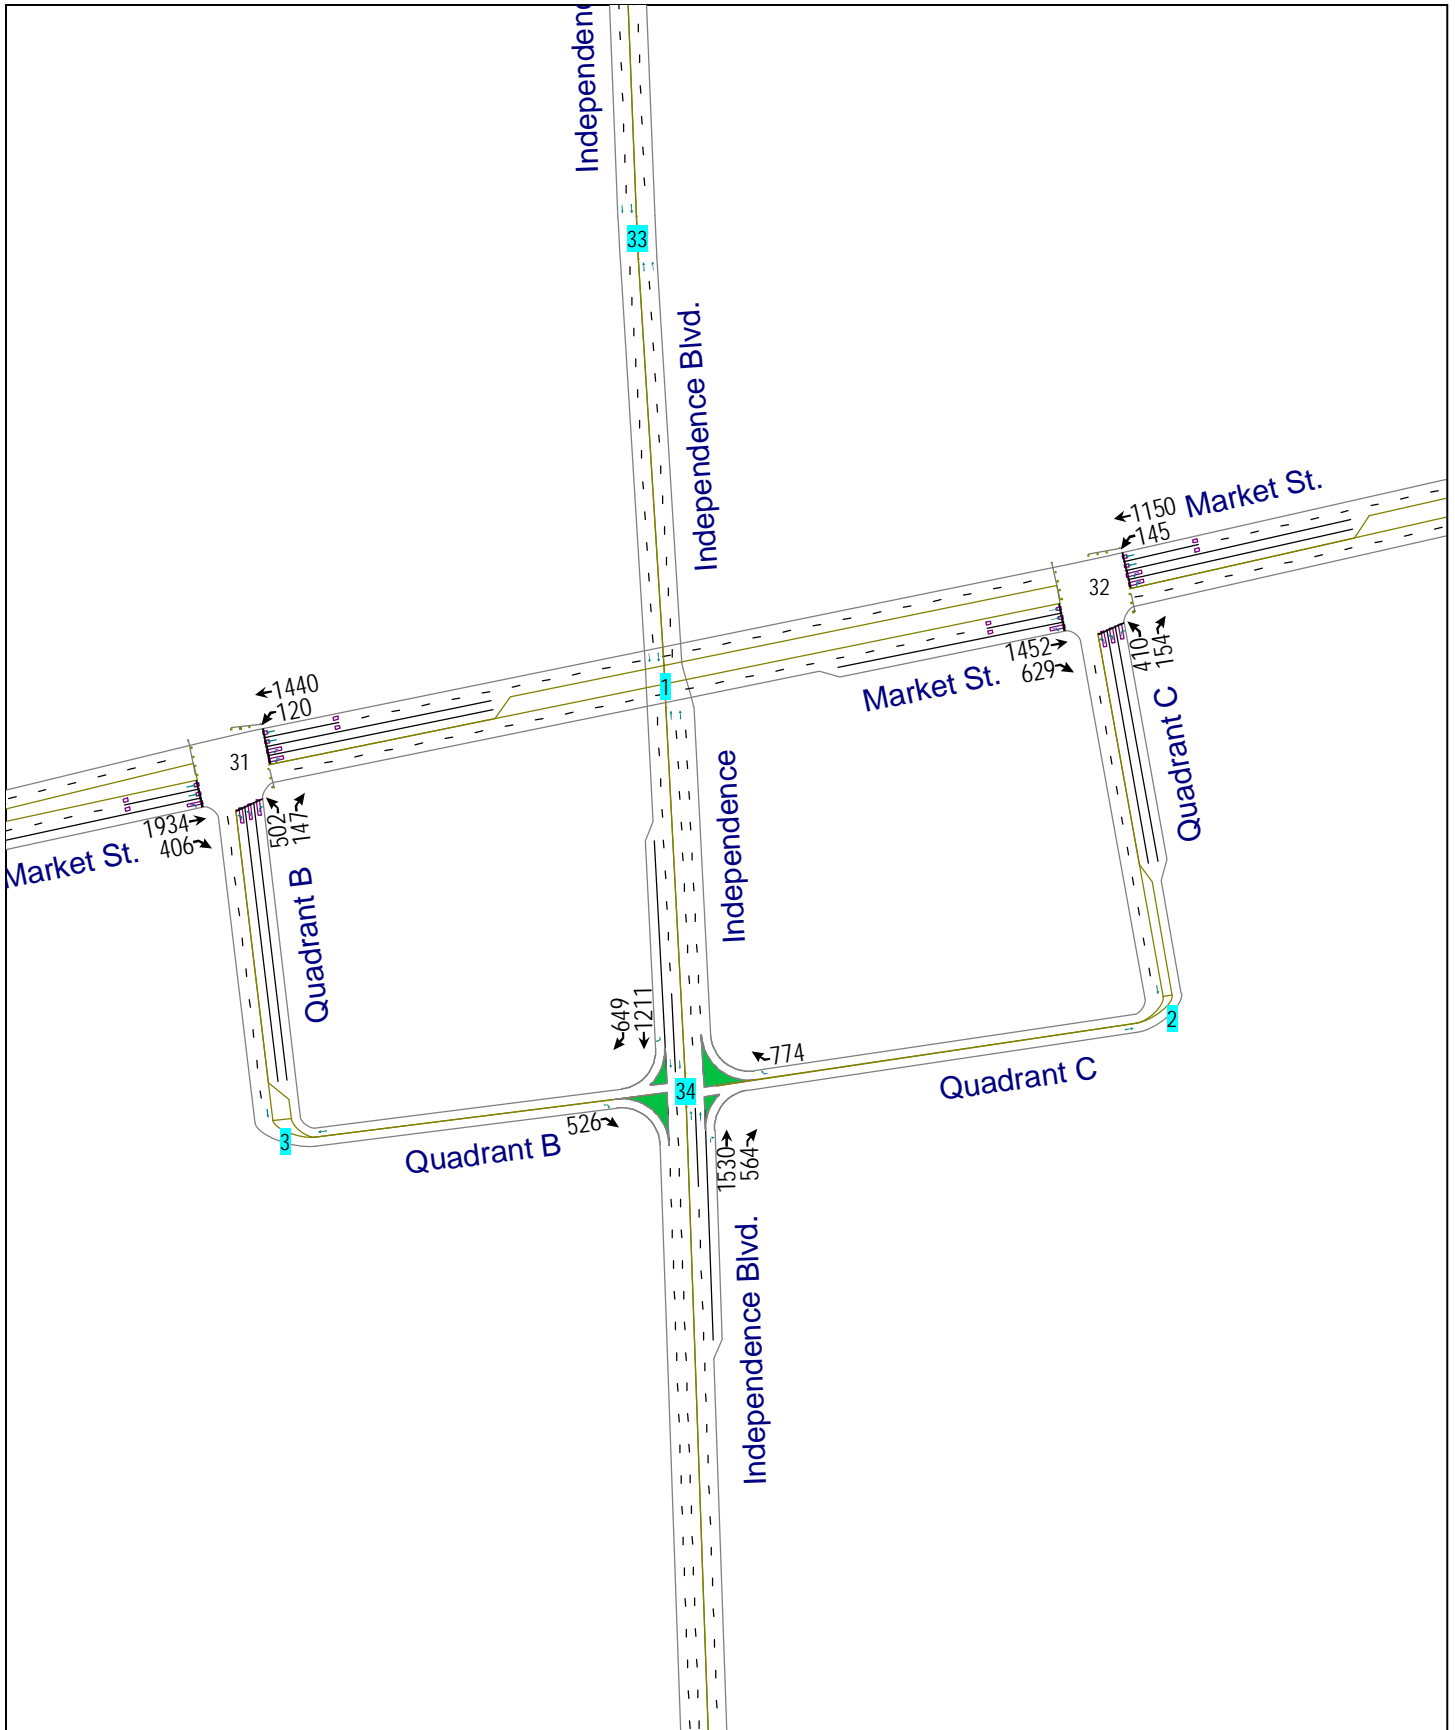 Independen
33
Independence Blvd.
Market St.
1150
145
32
1452
629
410
154
Market St.
1
1440
120
31
1934
406
502
147
Market St.
Quadrant B
Independence
Quadrant C
649
1211
2
774
34
Quadrant C
526
3
Quadrant B
1530
564
Independence Blvd.